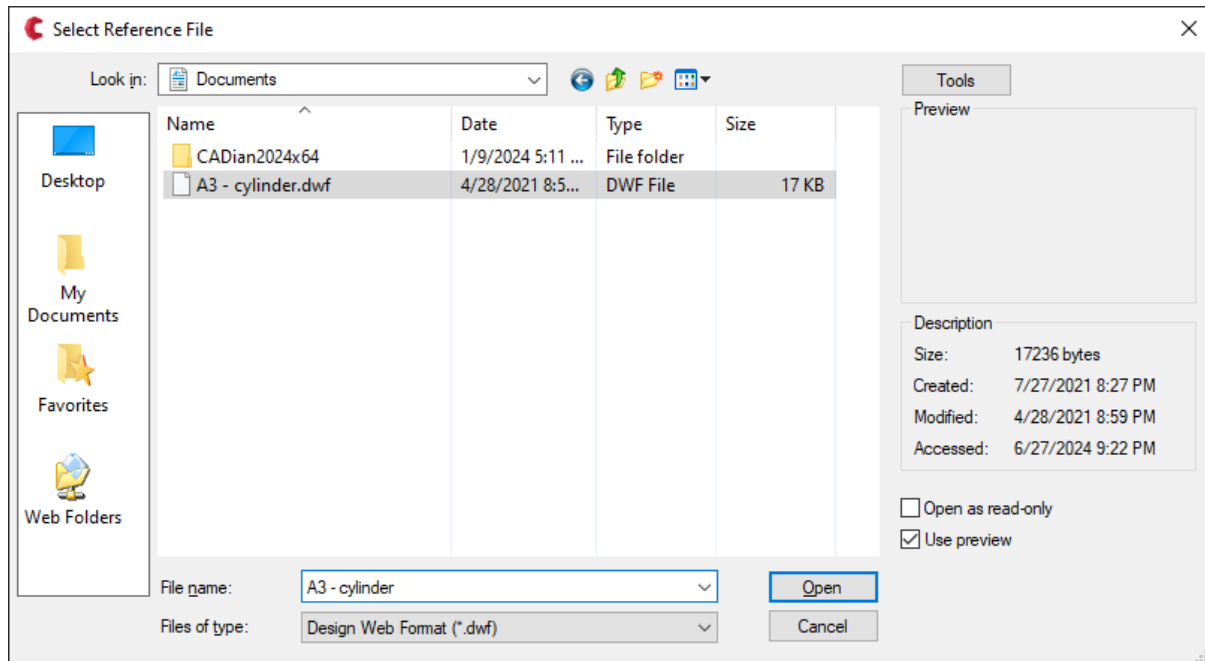 Select Reference File
Look in: Documents
Tools
Name Date Type Size
CADian2024x64 1/9/2024 5:11 ... File folder
A3 - cylinder.dwf 4/28/2021 8:5... DWF File 17 KB
Desktop
My
Documents
Favorites
Web Folders
Preview
Description
Size: 17236 bytes
Created: 7/27/2021 8:27 PM
Modified: 4/28/2021 8:59 PM
Accessed: 6/27/2024 9:22 PM
Open as read-only
Use preview
File name: A3 - cylinder Open
Files of type: Design Web Format (*.dwf) Cancel